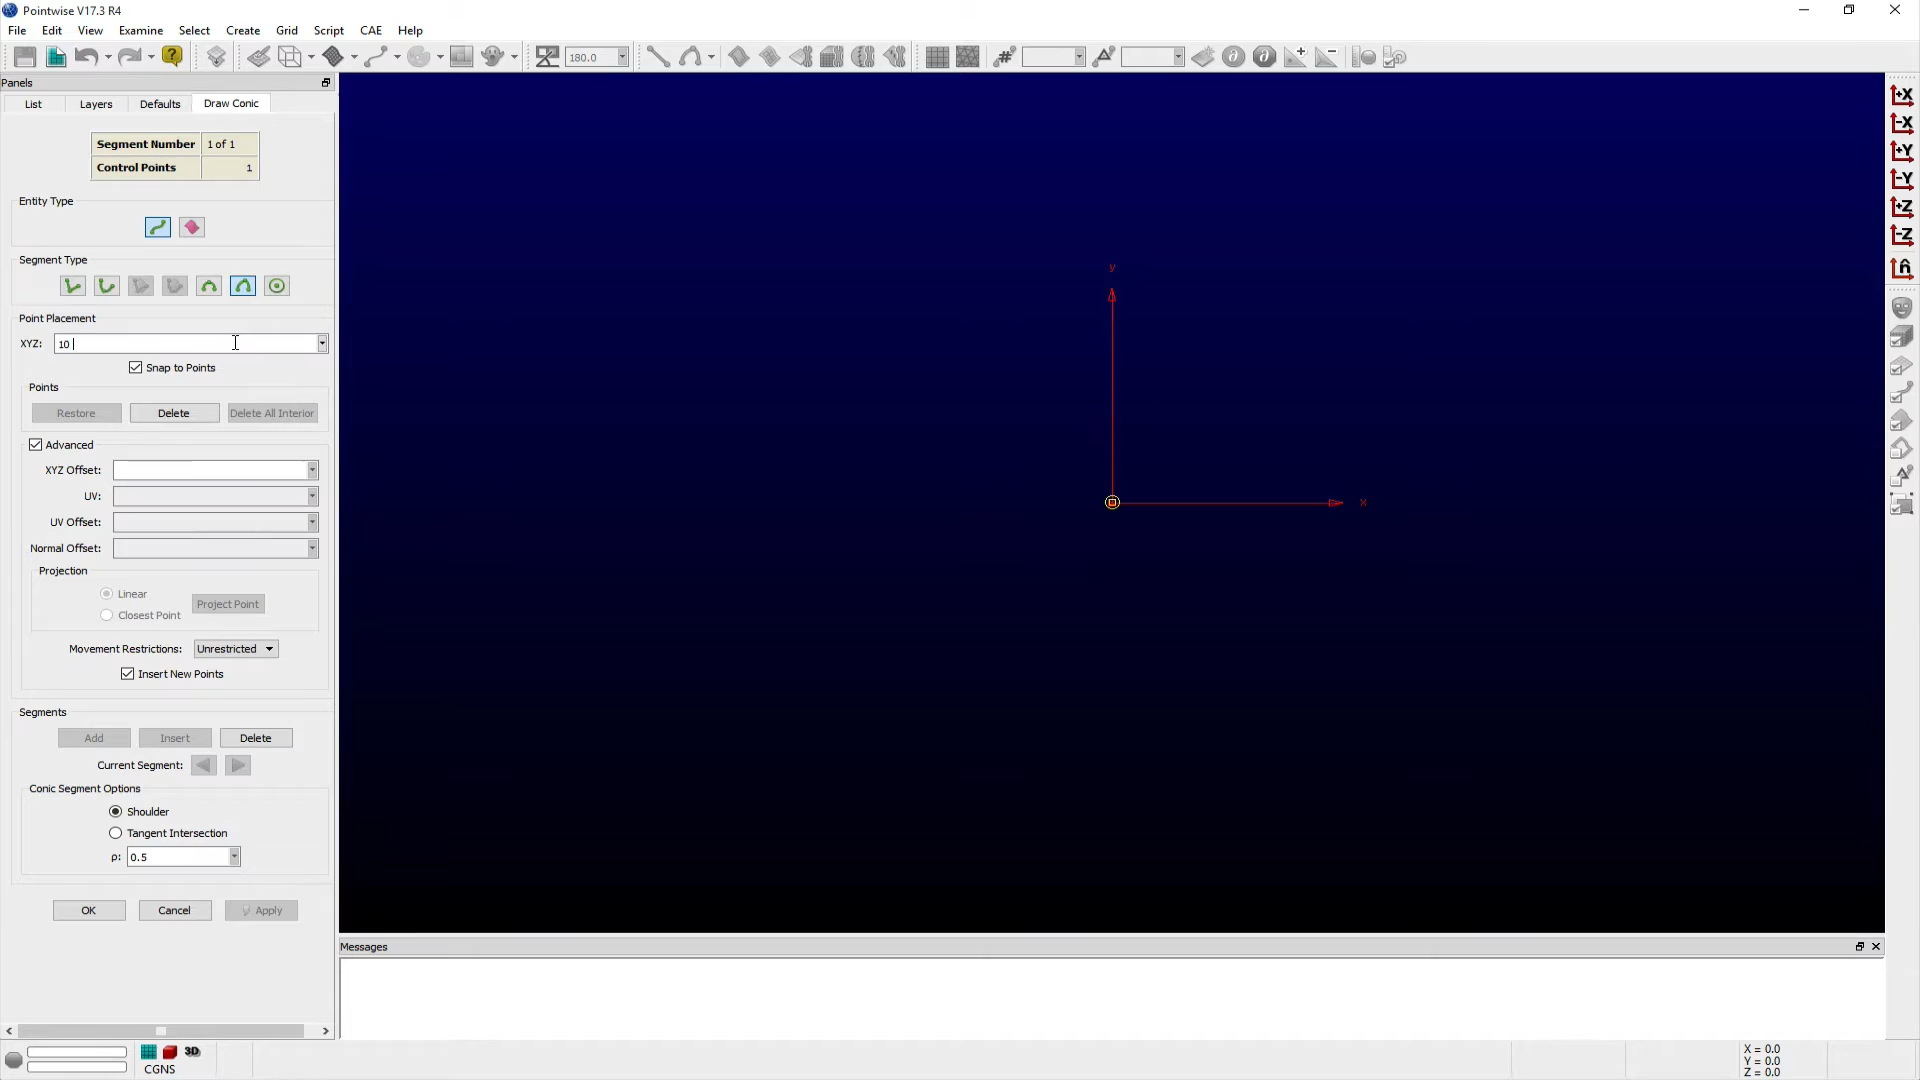 Pointwise V17.3 R4
File Edit View Examine Select Create Grid Script CAE Help
180.0
Panels
List Layers Defaults Draw Conic
Segment Number 1 of 1
Control Points 1
Entity Type
Segment Type
Point Placement
XYZ: 10
Snap to Points
Points
Restore Delete Delete All Interior
Advanced
XYZ Offset:
UV:
UV Offset:
Normal Offset:
Projection
Linear
Project Point
Closest Point
Movement Restrictions: Unrestricted
Insert New Points
Segments
Add Insert Delete
Current Segment:
Conic Segment Options
Shoulder
Tangent Intersection
ρ: 0.5
OK Cancel Apply
y
x
+X
-X
+Y
-Y
+Z
-Z
n̂
Messages
3D
CGNS
X = 0.0
Y = 0.0
Z = 0.0